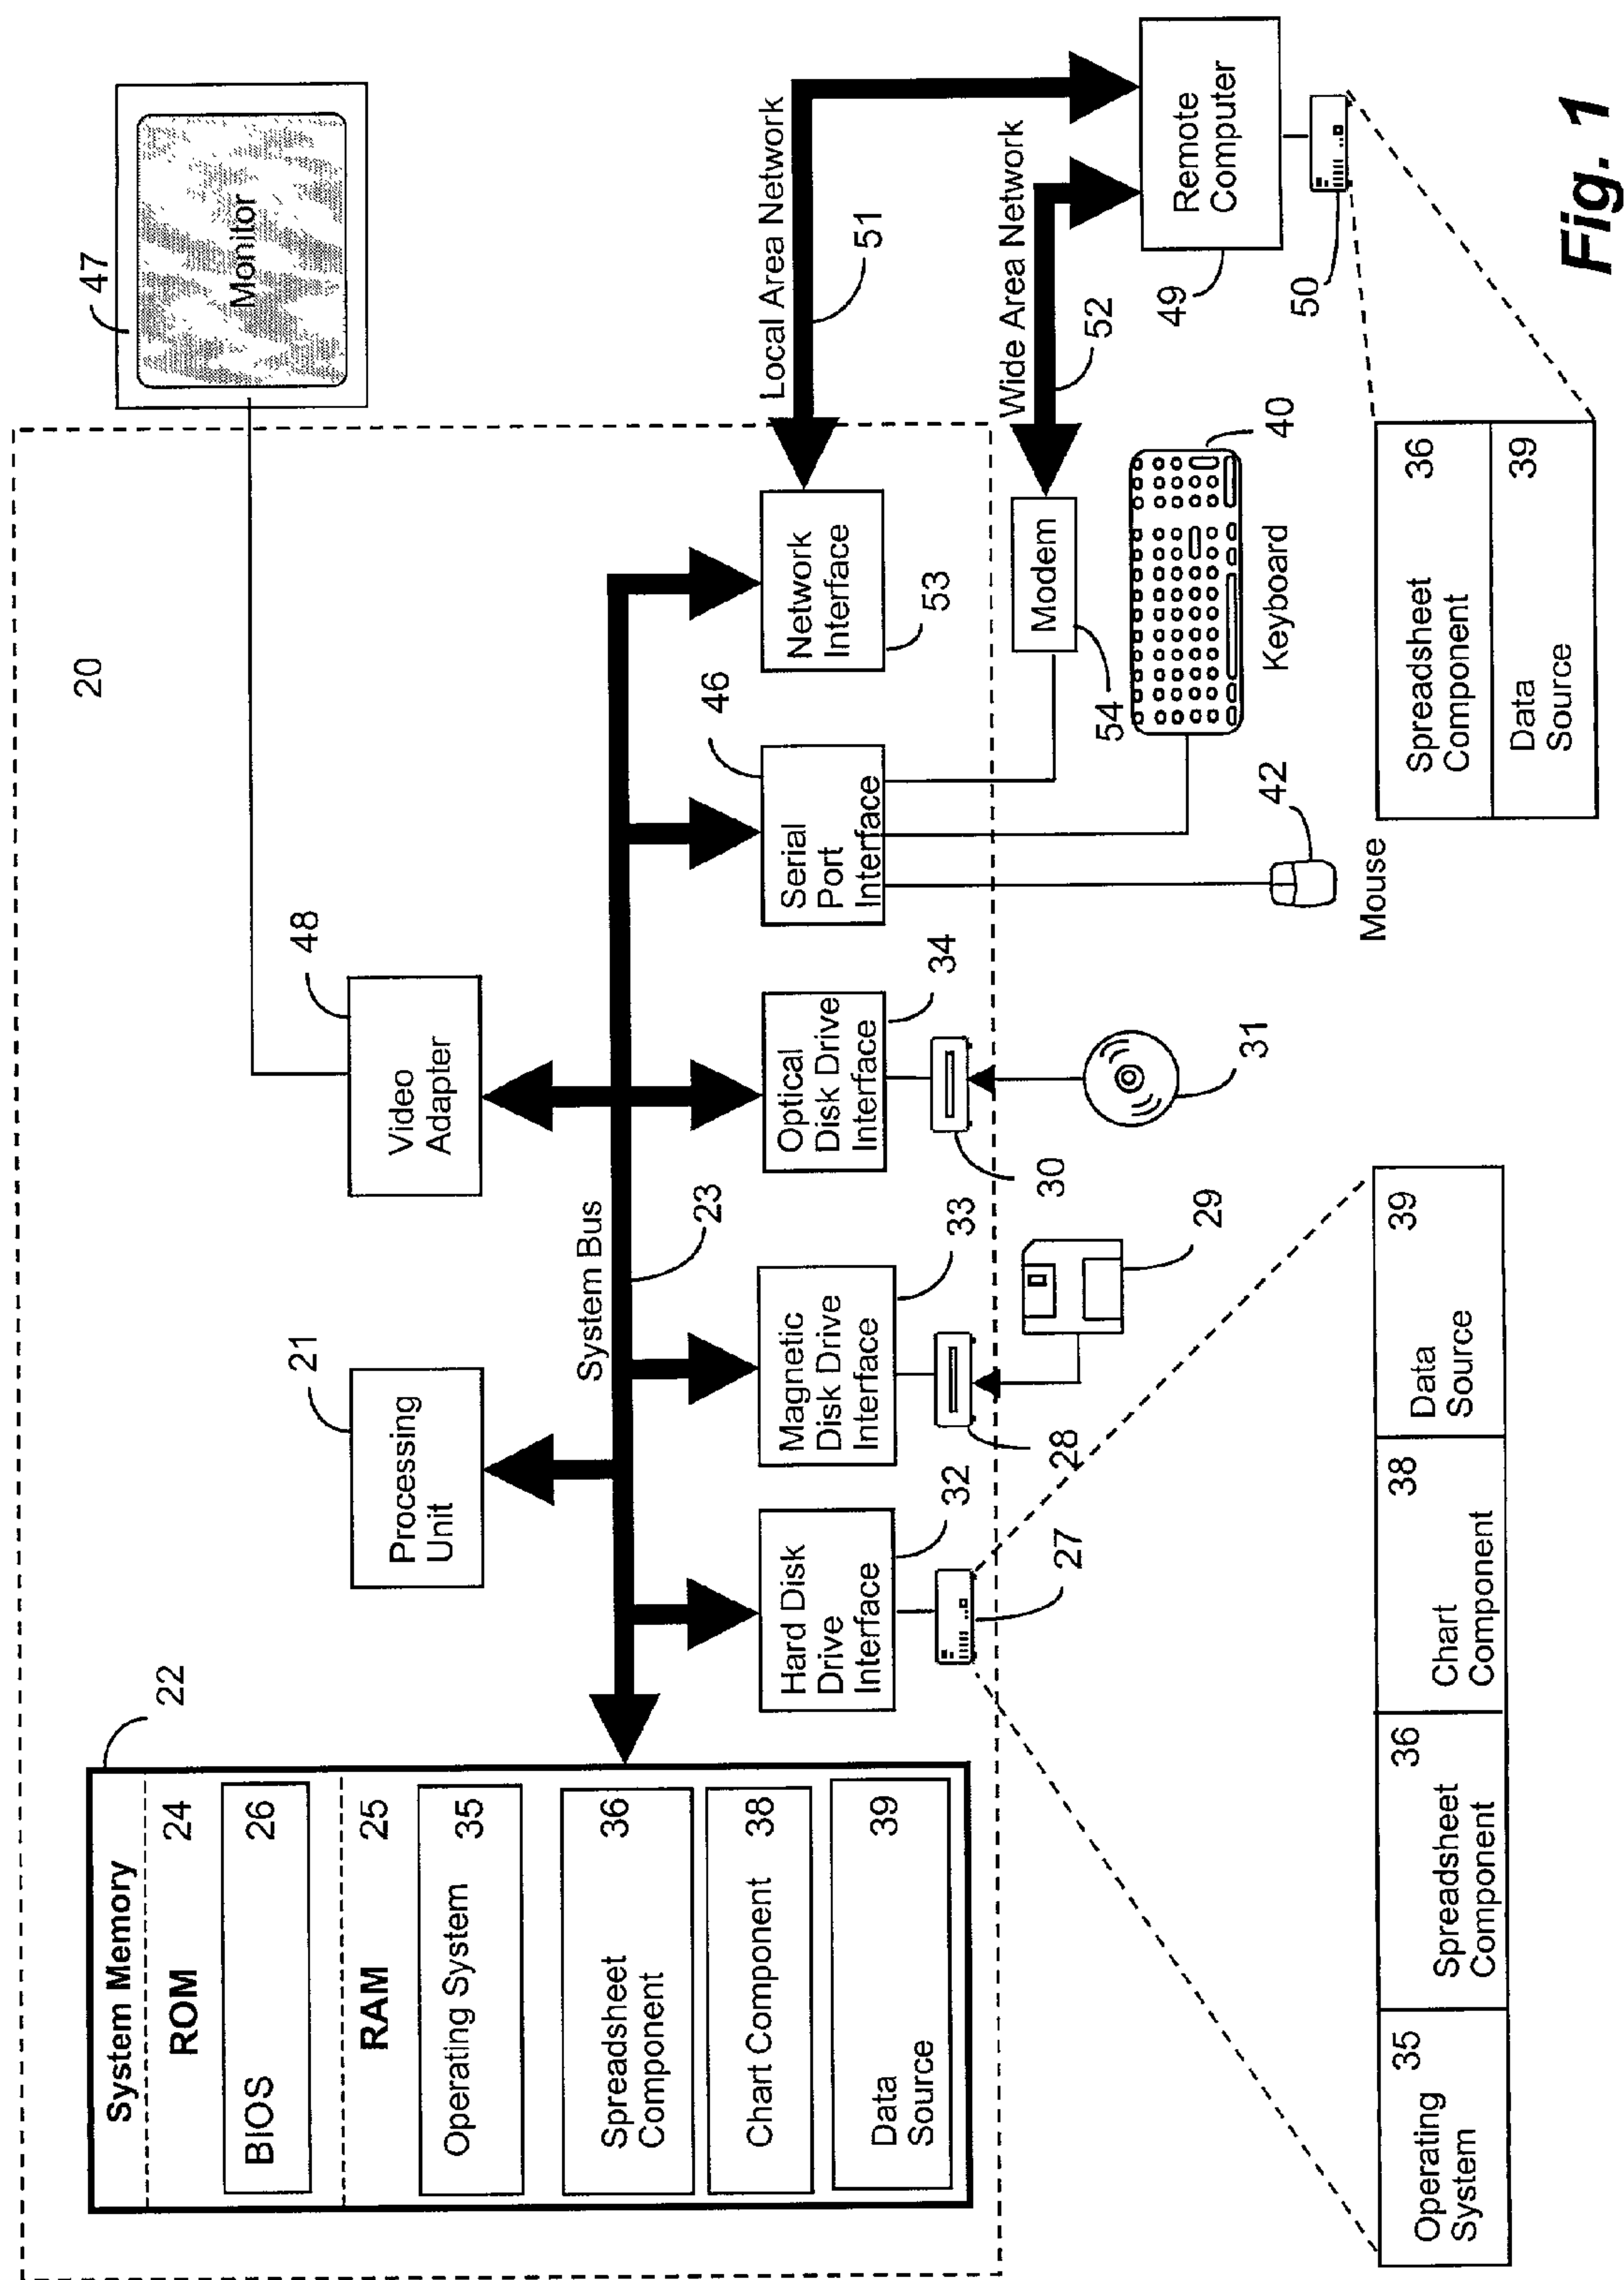 20
System Memory
ROM
24
BIOS
26
RAM
25
Operating System
35
Spreadsheet
Component
36
Chart Component
38
Data
Source
39
22
Processing
Unit
21
Video
Adapter
48
47
Monitor
System Bus
23
Hard Disk
Drive
Interface
32
Magnetic
Disk Drive
Interface
33
Optical
Disk Drive
Interface
34
Serial
Port
Interface
46
Network
Interface
53
Local Area Network
51
27
28
29
30
31
Modem
54
Wide Area Network
52
Remote
Computer
49
50
Keyboard
40
Mouse
42
Operating
System
35
Spreadsheet
Component
36
Chart
Component
38
Data
Source
39
Spreadsheet
Component
36
Data
Source
39
Fig. 1